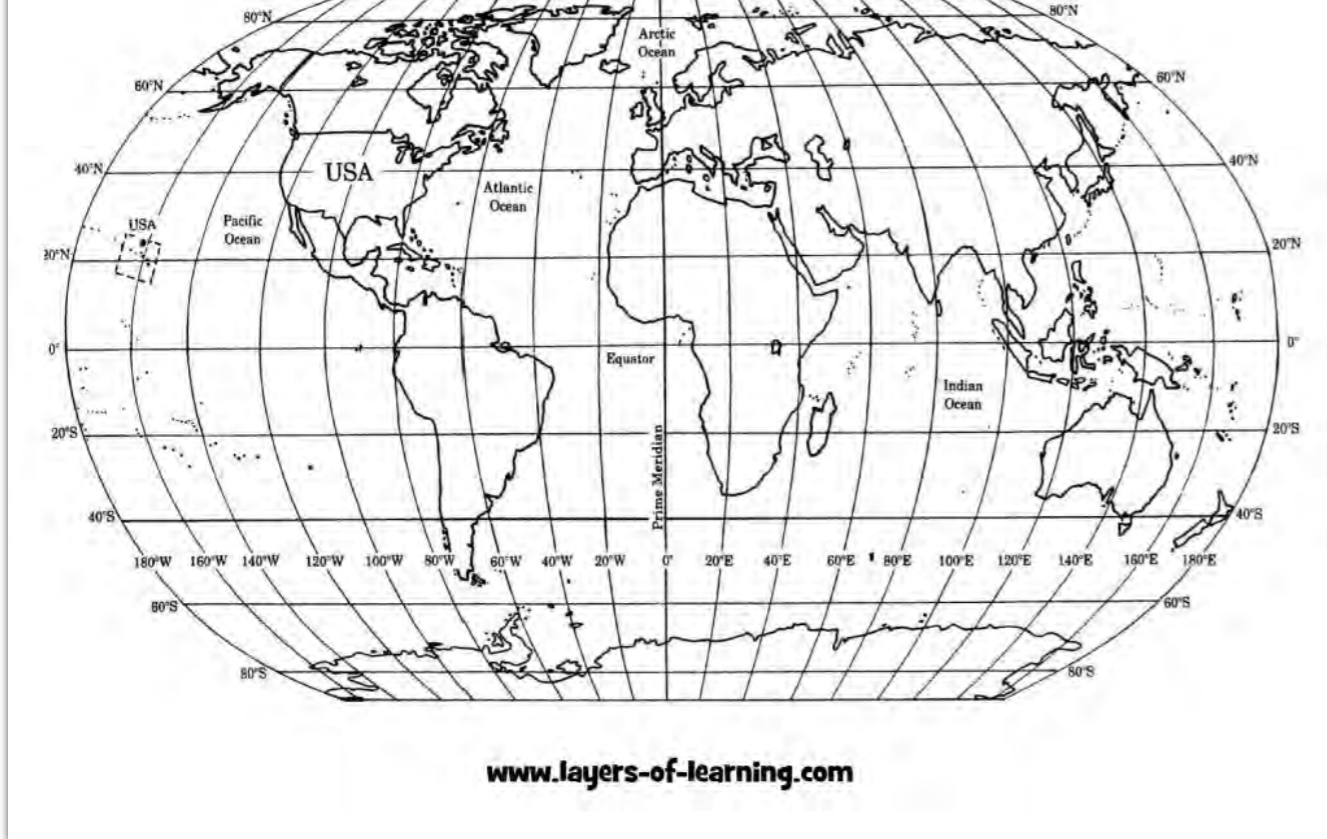 80°N
80°N
Arctic
Ocean
60°N
60°N
40°N
USA
40°N
Atlantic
Ocean
USA
Pacific
Ocean
20°N
20°N
0°
Equator
0°
Indian
Ocean
20°S
20°S
Prime Meridian
40°S
40°S
180°W 160°W 140°W 120°W 100°W 80°W 60°W 40°W 20°W 0° 20°E 40°E 60°E 80°E 100°E 120°E 140°E 160°E 180°E
60°S
60°S
80°S
80°S
www.layers-of-learning.com